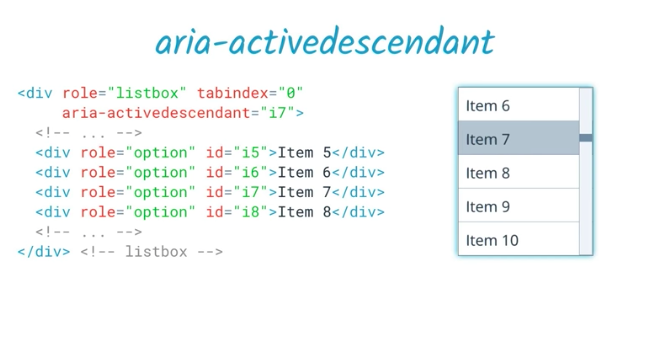 aria-activedescendant
<div role="listbox" tabindex="0"
aria-activedescendant="i7">
<!-- ... -->
<div role="option" id="i5">Item 5</div>
<div role="option" id="i6">Item 6</div>
<div role="option" id="i7">Item 7</div>
<div role="option" id="i8">Item 8</div>
<!-- ... -->
</div> <!-- listbox -->
Item 6
Item 7
Item 8
Item 9
Item 10